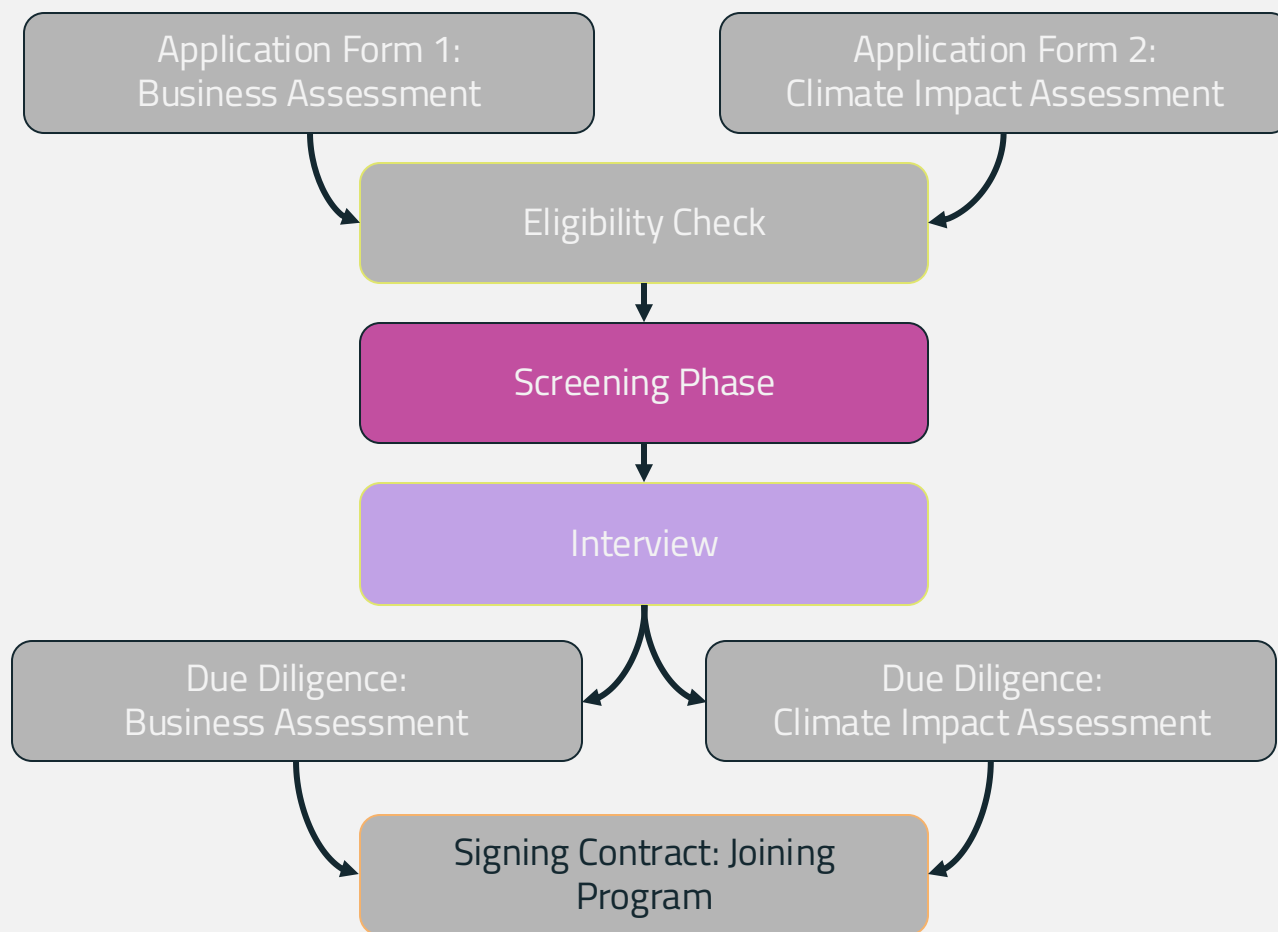 Application Form 1:
Business Assessment
Application Form 2:
Climate Impact Assessment
Eligibility Check
Screening Phase
Interview
Due Diligence:
Business Assessment
Due Diligence:
Climate Impact Assessment
Signing Contract: Joining
Program